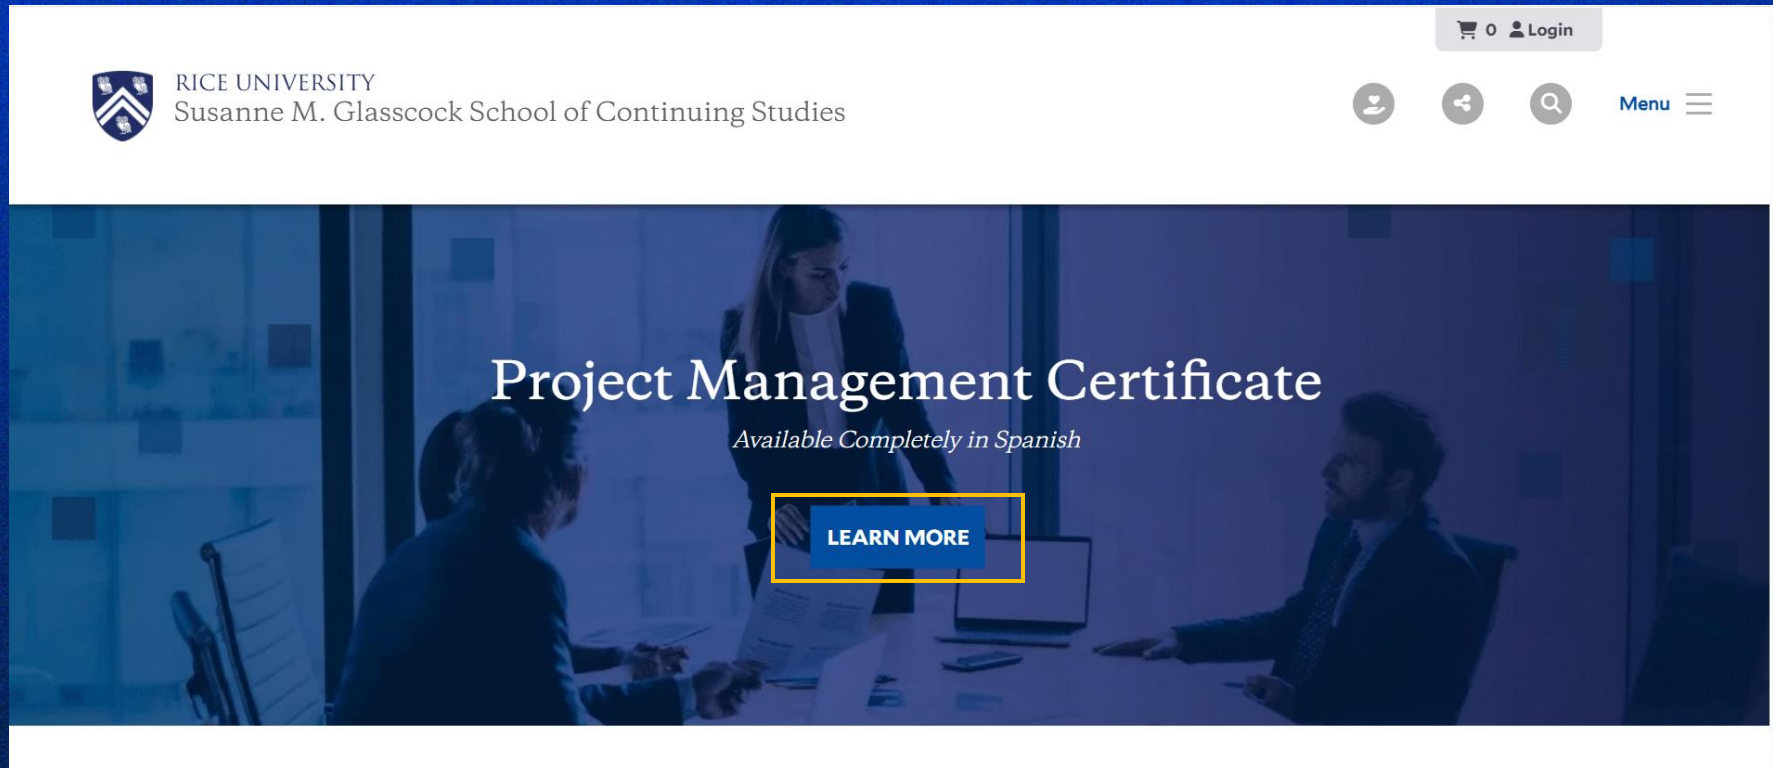 0 Login
RICE UNIVERSITY
Susanne M. Glasscock School of Continuing Studies
Menu
Project Management Certificate
Available Completely in Spanish
LEARN MORE